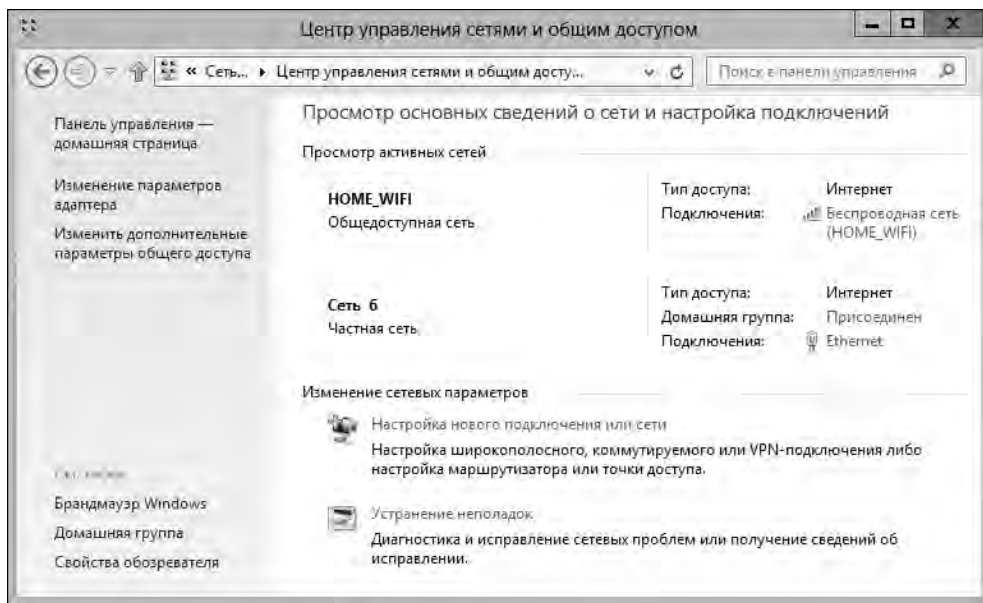 Центр управления сетями и общим доступом
« Сеть... ▸ Центр управления сетями и общим досту...
Поиск в панели управления
Панель управления —
домашняя страница
Изменение параметров
адаптера
Изменить дополнительные
параметры общего доступа
Просмотр основных сведений о сети и настройка подключений
Просмотр активных сетей
HOME_WIFI
Общедоступная сеть
Тип доступа: Интернет
Подключения: Беспроводная сеть
(HOME_WIFI)
Сеть 6
Частная сеть
Тип доступа: Интернет
Домашняя группа: Присоединен
Подключения: Ethernet
Изменение сетевых параметров
Настройка нового подключения или сети
Настройка широкополосного, коммутируемого или VPN-подключения либо
настройка маршрутизатора или точки доступа.
Устранение неполадок
Диагностика и исправление сетевых проблем или получение сведений об
исправлении.
Брандмауэр Windows
Домашняя группа
Свойства обозревателя